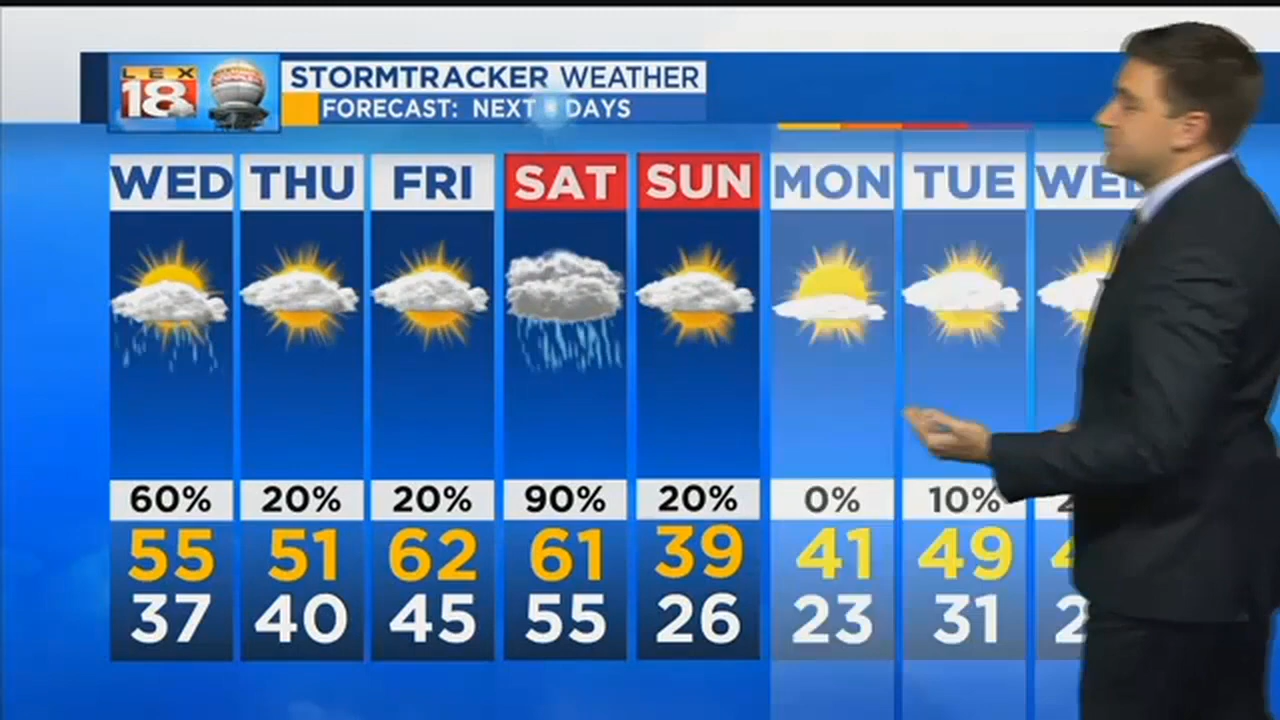 LEX
18
STORMTRACKER WEATHER
FORECAST: NEXT DAYS
WED THU FRI SAT SUN MON TUE WED
60% 20% 20% 90% 20% 0% 10%
55 51 62 61 39 41 49
37 40 45 55 26 23 31